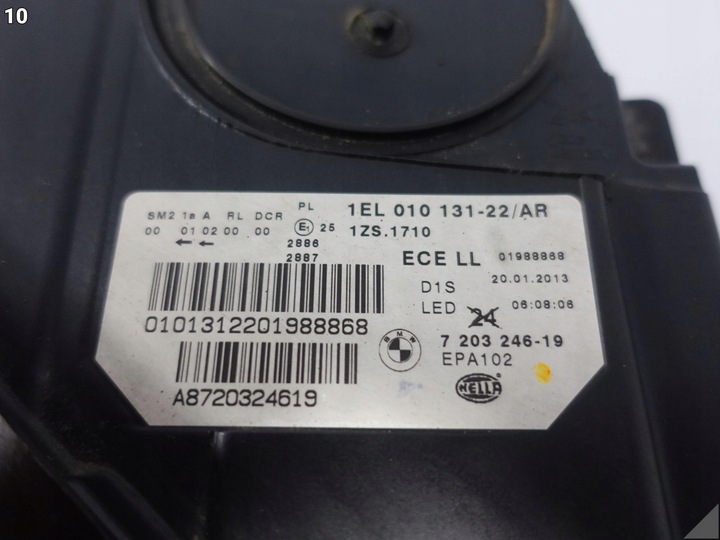 10
PL
1EL 010 131-22/AR
SM2 1a A RL DCR
E1 25
1ZS.1710
00 01 02 00 00
2886
2887
ECE LL
01988868
D1S
20.01.2013
LED
24
06:08:06
0101312201988868
BMW
7 203 246-19
EPA102
A8720324619
HELLA